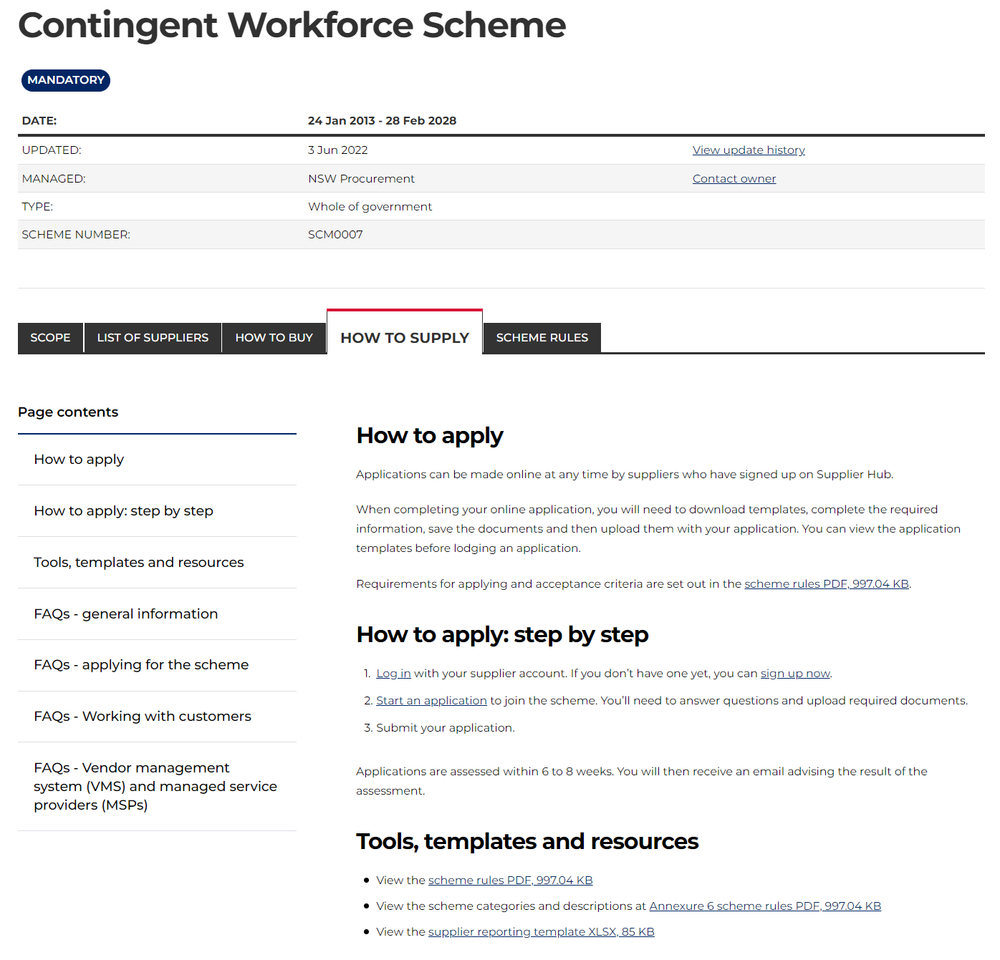 Contingent Workforce Scheme
MANDATORY
DATE: 24 Jan 2013 - 28 Feb 2028
UPDATED: 3 Jun 2022 View update history
MANAGED: NSW Procurement Contact owner
TYPE: Whole of government
SCHEME NUMBER: SCM0007
SCOPE LIST OF SUPPLIERS HOW TO BUY HOW TO SUPPLY SCHEME RULES
Page contents
How to apply
How to apply: step by step
Tools, templates and resources
FAQs - general information
FAQs - applying for the scheme
FAQs - Working with customers
FAQs - Vendor management
system (VMS) and managed service
providers (MSPs)
How to apply
Applications can be made online at any time by suppliers who have signed up on Supplier Hub.
When completing your online application, you will need to download templates, complete the required
information, save the documents and then upload them with your application. You can view the application
templates before lodging an application.
Requirements for applying and acceptance criteria are set out in the scheme rules PDF, 997.04 KB.
How to apply: step by step
1. Log in with your supplier account. If you don’t have one yet, you can sign up now.
2. Start an application to join the scheme. You’ll need to answer questions and upload required documents.
3. Submit your application.
Applications are assessed within 6 to 8 weeks. You will then receive an email advising the result of the
assessment.
Tools, templates and resources
• View the scheme rules PDF, 997.04 KB
• View the scheme categories and descriptions at Annexure 6 scheme rules PDF, 997.04 KB
• View the supplier reporting template XLSX, 85 KB